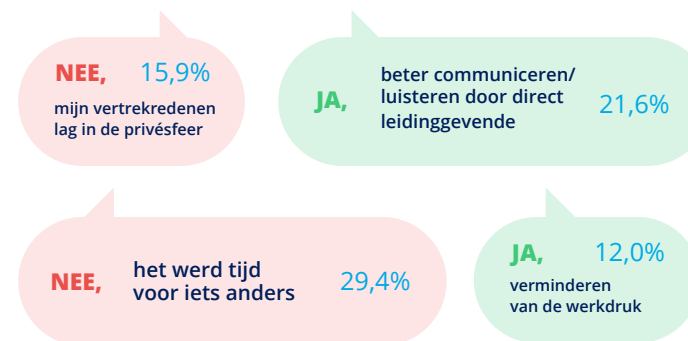 NEE, 15,9%
mijn vertrekredenen
lag in de privésfeer
JA, beter communiceren/
luisteren door direct
leidinggevende 21,6%
NEE, het werd tijd
voor iets anders 29,4%
JA, 12,0%
verminderen
van de werkdruk